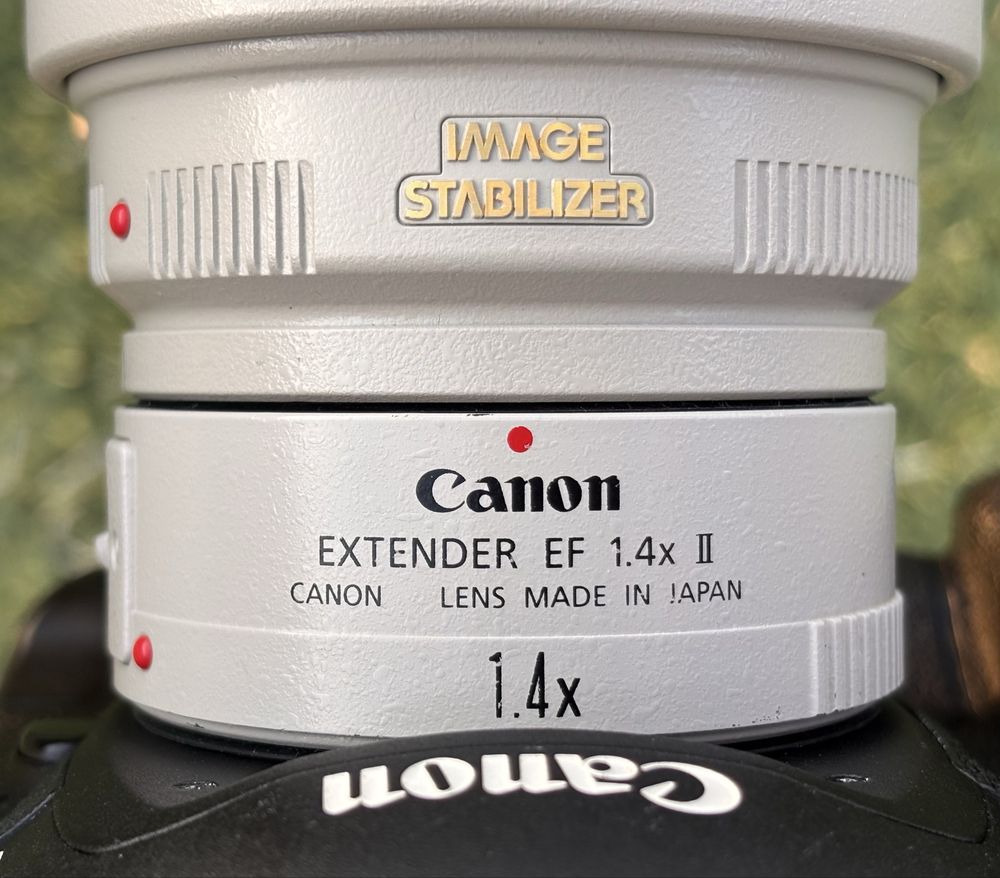 IMAGE
STABILIZER
Canon
EXTENDER EF 1.4x II
CANON LENS MADE IN JAPAN
1.4x
Canon